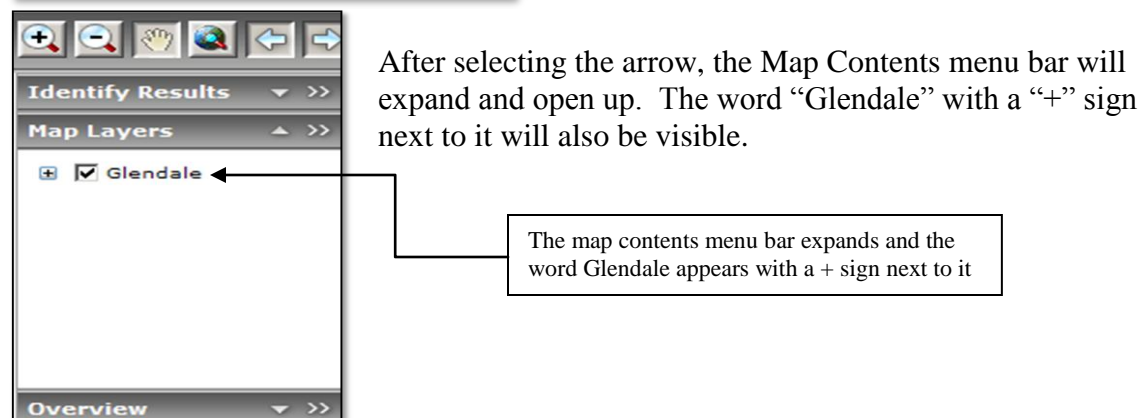 After selecting the arrow, the Map Contents menu bar will
expand and open up. The word “Glendale” with a “+” sign
next to it will also be visible.
Identify Results
Map Layers
Glendale
The map contents menu bar expands and the
word Glendale appears with a + sign next to it
Overview